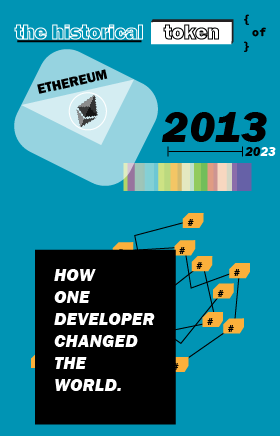 the historical token {
of
}
ETHEREUM
2013
2023
#
#
#
#
#
#
#
#
#
HOW
ONE
DEVELOPER
CHANGED
THE
WORLD.